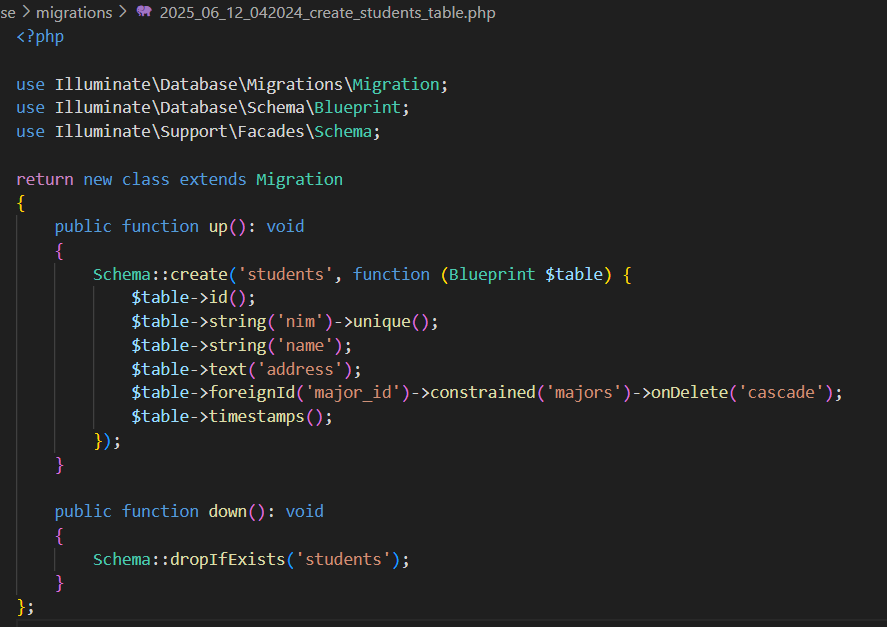 se > migrations > 2025_06_12_042024_create_students_table.php
<?php

use Illuminate\Database\Migrations\Migration;
use Illuminate\Database\Schema\Blueprint;
use Illuminate\Support\Facades\Schema;

return new class extends Migration
{
    public function up(): void
    {
        Schema::create('students', function (Blueprint $table) {
            $table->id();
            $table->string('nim')->unique();
            $table->string('name');
            $table->text('address');
            $table->foreignId('major_id')->constrained('majors')->onDelete('cascade');
            $table->timestamps();
        });
    }

    public function down(): void
    {
        Schema::dropIfExists('students');
    }
};